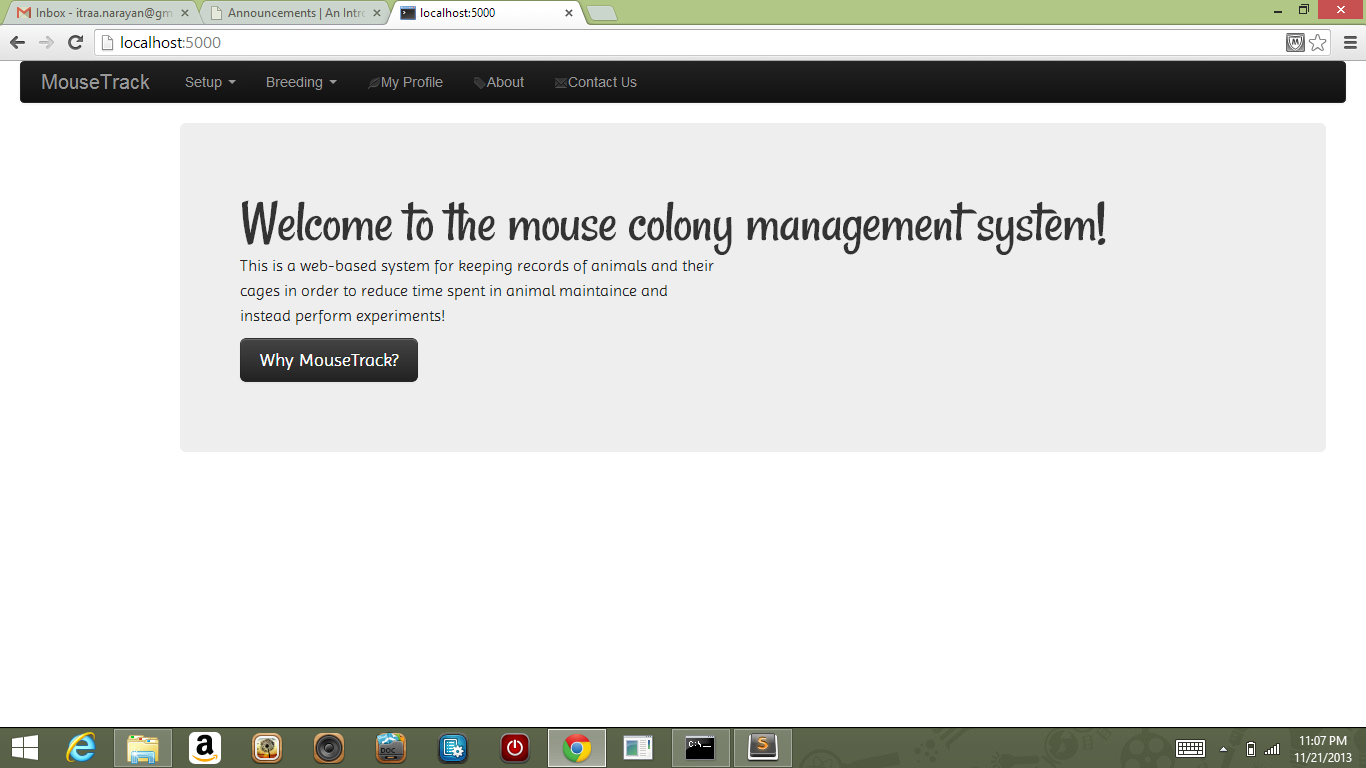 Inbox - itraa.narayan@gm
Announcements | An Intro
localhost:5000
localhost:5000
MouseTrack Setup Breeding My Profile About Contact Us
Welcome to the mouse colony management system!
This is a web-based system for keeping records of animals and their
cages in order to reduce time spent in animal maintaince and
instead perform experiments!
Why MouseTrack?
DOC
C:\_
11:07 PM
11/21/2013